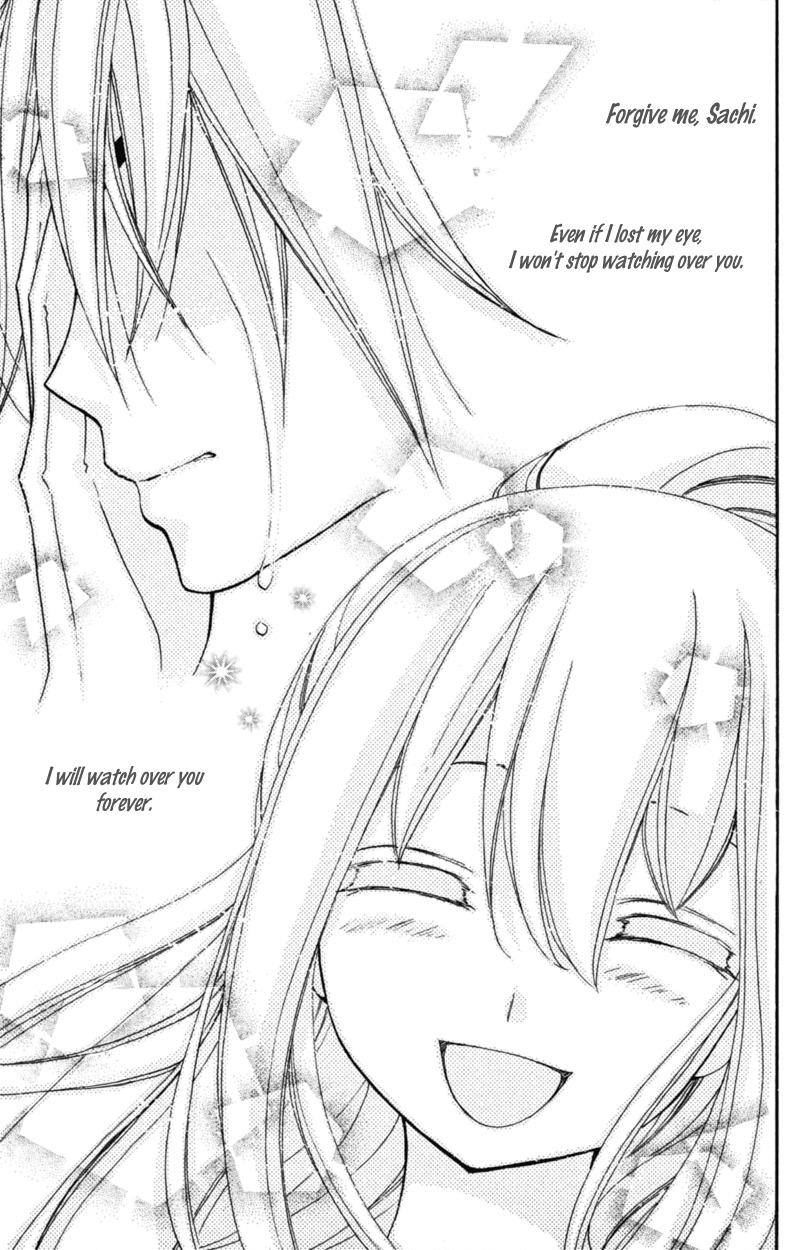 Forgive me, Sachi.
Even if I lost my eye,
I won't stop watching over you.
I will watch over you
forever.